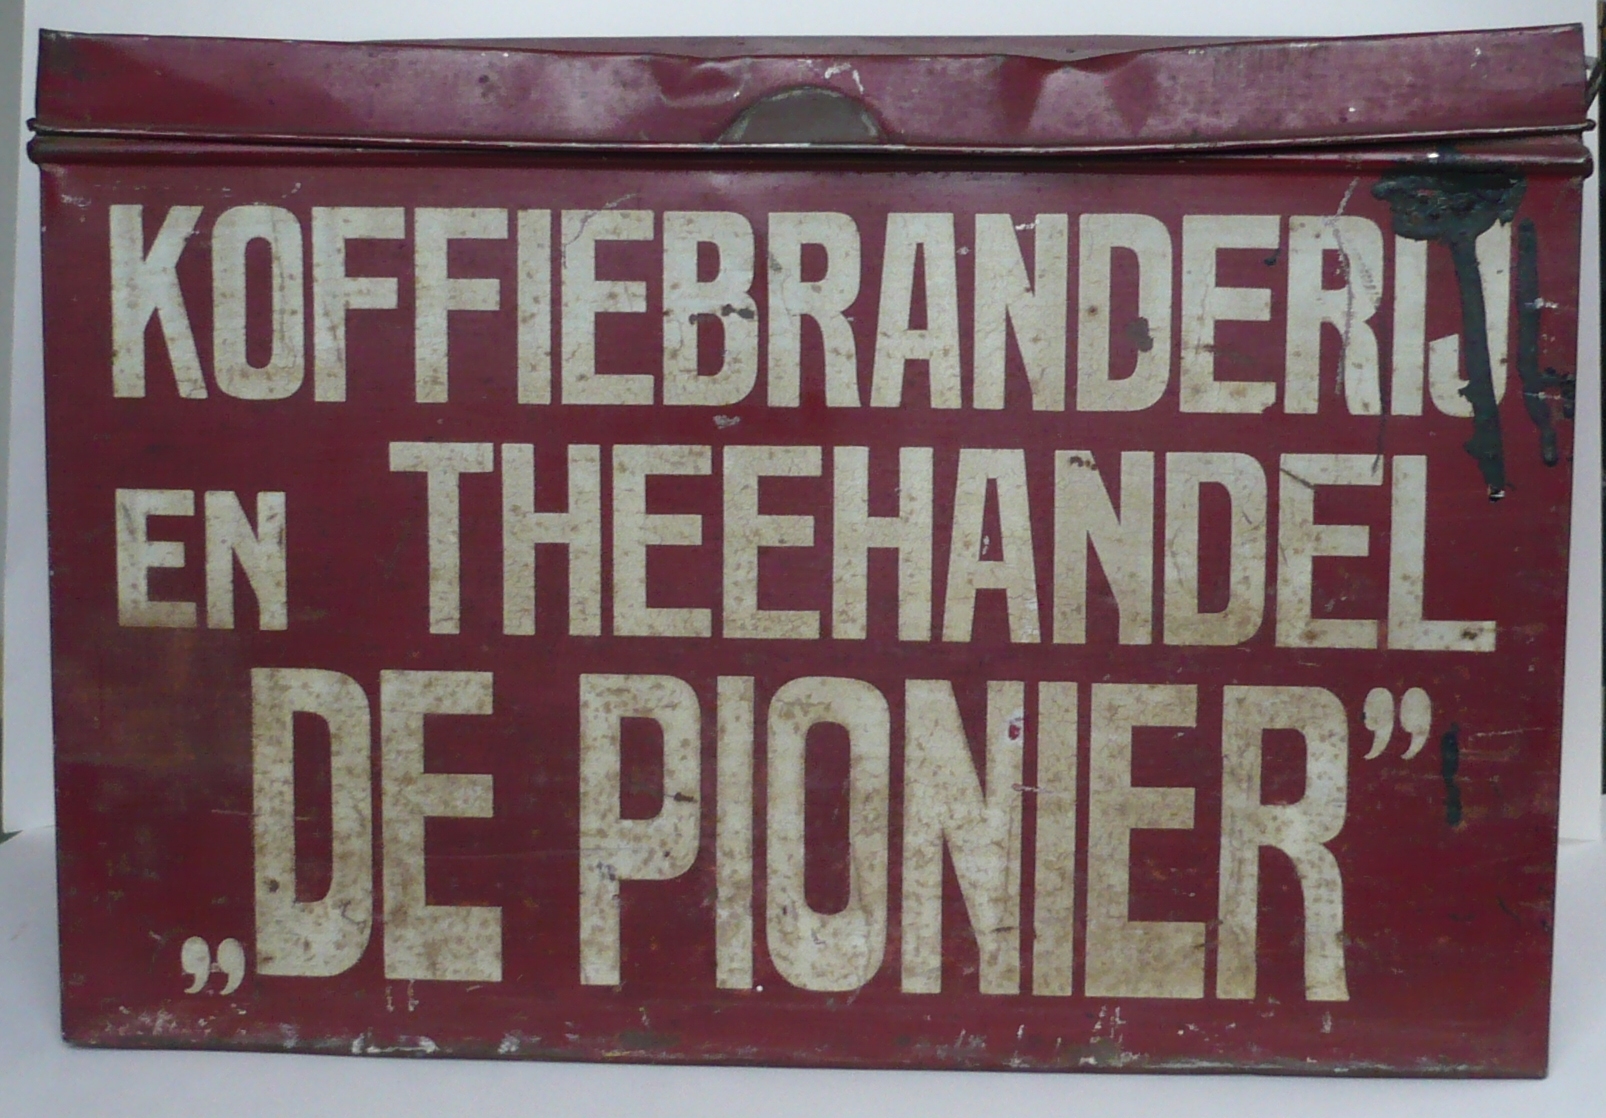 KOFFIEBRANDERIJ
EN THEEHANDEL
„DE PIONIER”